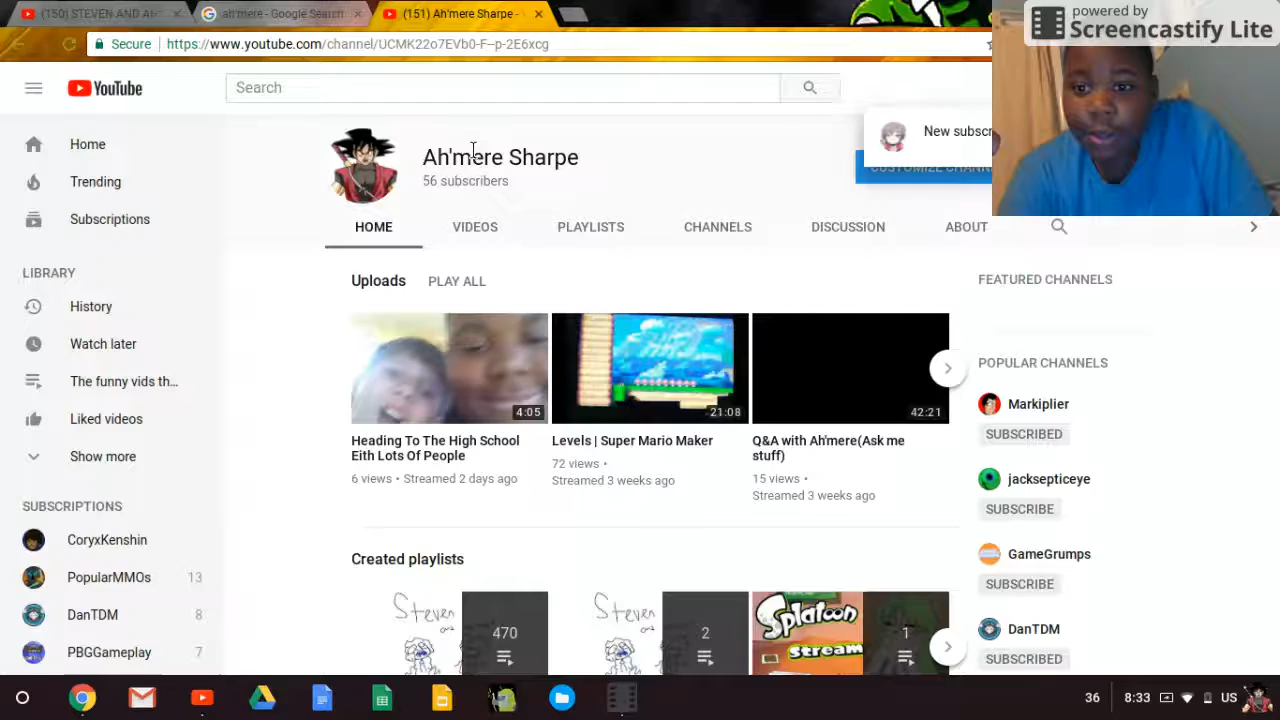 (150) STEVEN AND At
ah'mere - Google Search
(151) Ah'mere Sharpe -
powered by
Screencastify Lite
Secure
https://www.youtube.com/channel/UCMK22o7EVb0-F--p-2E6xcg
YouTube
Search
Home
Trending
Subscriptions
LIBRARY
History
Watch later
The funny vids th...
Liked videos
Show more
SUBSCRIPTIONS
CoryxKenshin
PopularMMOs 13
DanTDM 8
PBGGameplay 7
Ah'mere Sharpe
56 subscribers
New subscr
CUSTOMIZE CHANN
HOME VIDEOS PLAYLISTS CHANNELS DISCUSSION ABOUT
Uploads PLAY ALL
4:05
21:08
42:21
Heading To The High School
Eith Lots Of People
6 views • Streamed 2 days ago
Levels | Super Mario Maker
72 views •
Streamed 3 weeks ago
Q&A with Ah'mere(Ask me
stuff)
15 views •
Streamed 3 weeks ago
Created playlists
Steven
470
Steven
2
Splatoon
Stream
1
FEATURED CHANNELS
POPULAR CHANNELS
Markiplier
SUBSCRIBED
jacksepticeye
SUBSCRIBE
GameGrumps
SUBSCRIBE
DanTDM
SUBSCRIBED
36 8:33 US